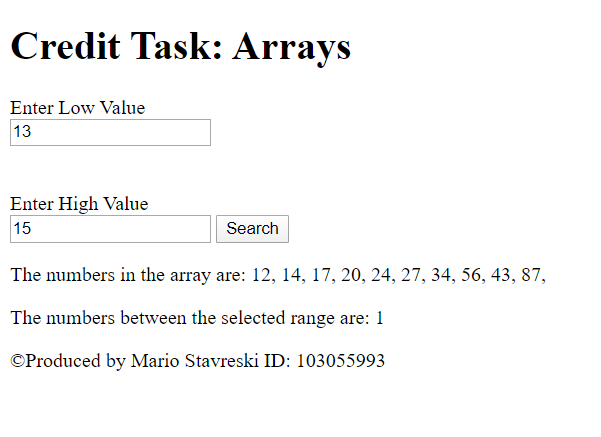 Credit Task: Arrays
Enter Low Value
13
Enter High Value
15 Search
The numbers in the array are: 12, 14, 17, 20, 24, 27, 34, 56, 43, 87,
The numbers between the selected range are: 1
©Produced by Mario Stavreski ID: 103055993